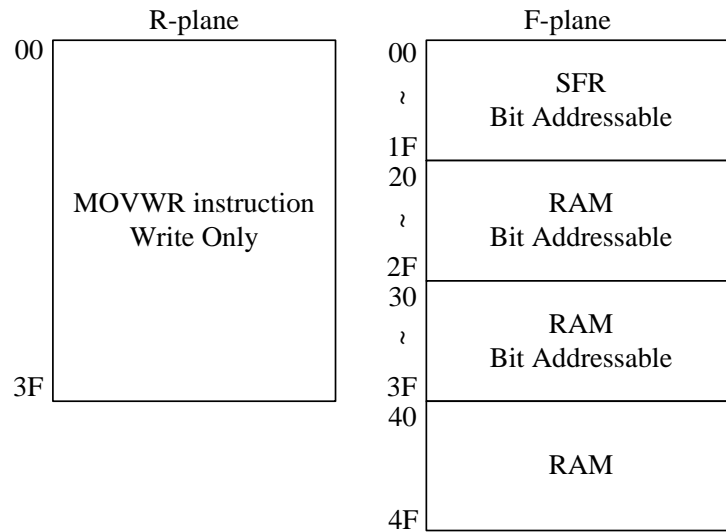 R-plane
00
MOVWR instruction
Write Only
3F
F-plane
00
~
1F
SFR
Bit Addressable
20
~
2F
RAM
Bit Addressable
30
~
3F
RAM
Bit Addressable
40
4F
RAM